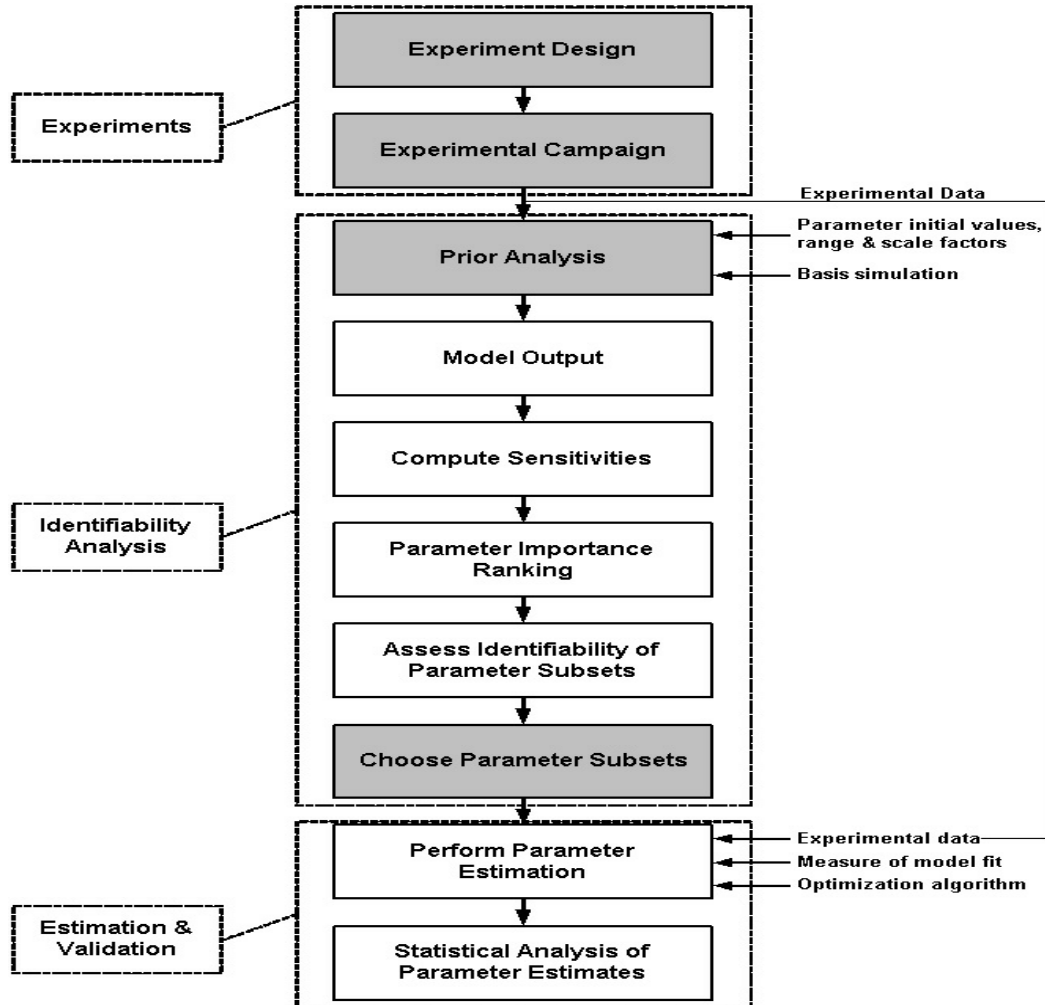 Experiment Design
Experiments
Experimental Campaign
Experimental Data
Parameter initial values,
range & scale factors
Prior Analysis
Basis simulation
Model Output
Compute Sensitivities
Identifiability
Analysis
Parameter Importance
Ranking
Assess Identifiability of
Parameter Subsets
Choose Parameter Subsets
Perform Parameter
Estimation
Experimental data
Measure of model fit
Optimization algorithm
Estimation &
Validation
Statistical Analysis of
Parameter Estimates